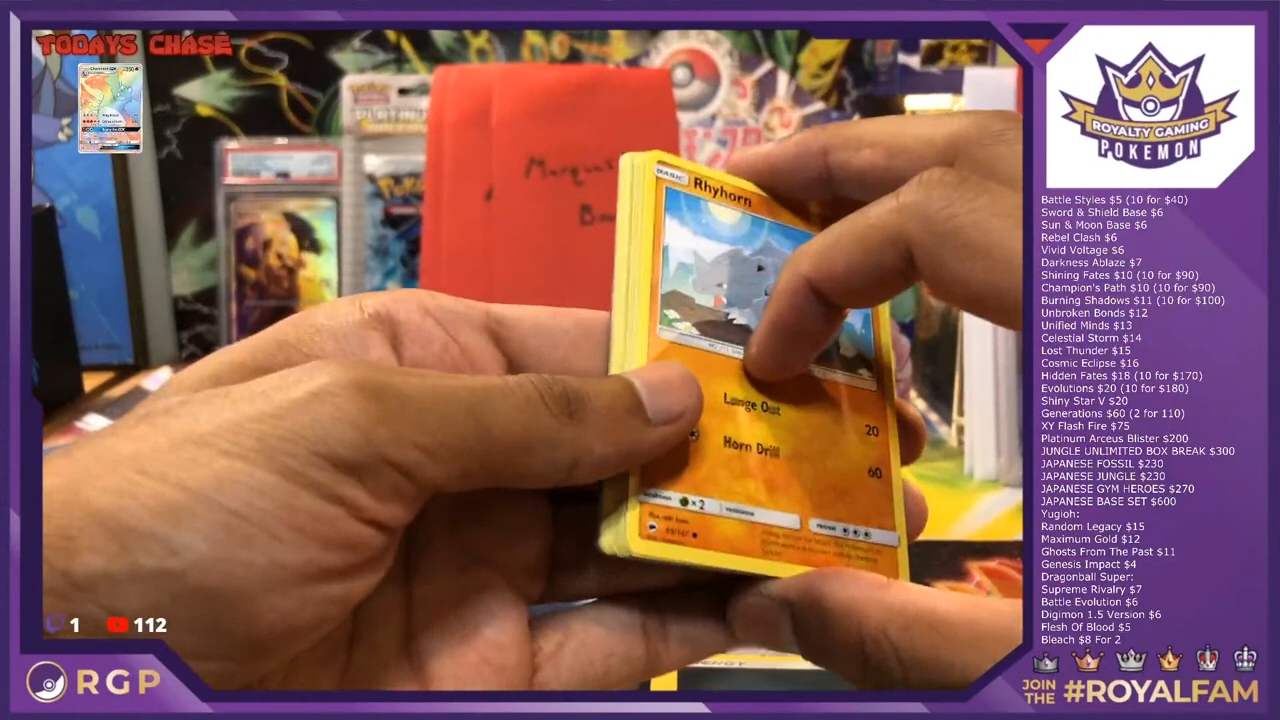 TODAYS CHASE
Marques
BASIC Rhyhorn
Lunge Out 20
Horn Drill 60
weakness ×2 resistance retreat
ENERGY
1 112
RGP
ROYALTY GAMING
POKEMON
Battle Styles $5 (10 for $40)
Sword & Shield Base $6
Sun & Moon Base $6
Rebel Clash $6
Vivid Voltage $6
Darkness Ablaze $7
Shining Fates $10 (10 for $90)
Champion's Path $10 (10 for $90)
Burning Shadows $11 (10 for $100)
Unbroken Bonds $12
Unified Minds $13
Celestial Storm $14
Lost Thunder $15
Cosmic Eclipse $16
Hidden Fates $18 (10 for $170)
Evolutions $20 (10 for $180)
Shiny Star V $20
Generations $60 (2 for 110)
XY Flash Fire $75
Platinum Arceus Blister $200
JUNGLE UNLIMITED BOX BREAK $300
JAPANESE FOSSIL $230
JAPANESE JUNGLE $230
JAPANESE GYM HEROES $270
JAPANESE BASE SET $600
Yugioh:
Random Legacy $15
Maximum Gold $12
Ghosts From The Past $11
Genesis Impact $4
Dragonball Super:
Supreme Rivalry $7
Battle Evolution $6
Digimon 1.5 Version $6
Flesh Of Blood $5
Bleach $8 For 2
JOIN
THE #ROYALFAM